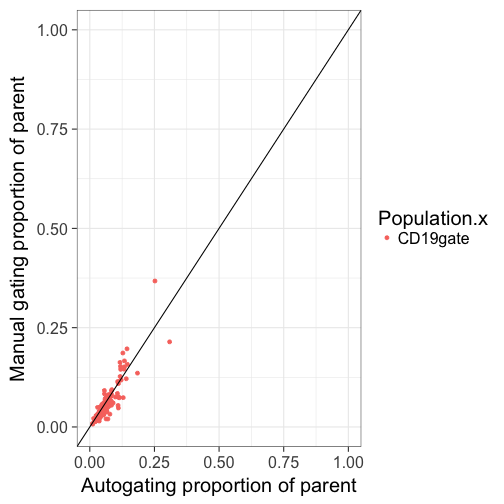 Manual gating proportion of parent
1.00
0.75
0.50
0.25
0.00
0.00 0.25 0.50 0.75 1.00
Autogating proportion of parent
Population.x
CD19gate